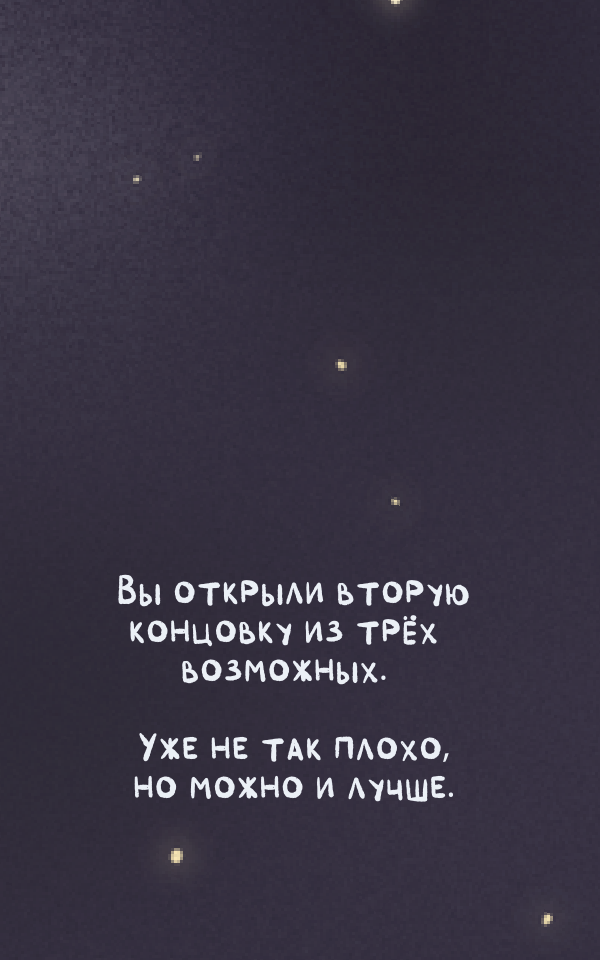 Вы открыли вторую
концовку из трёх
возможных.
Уже не так плохо,
но можно и лучше.